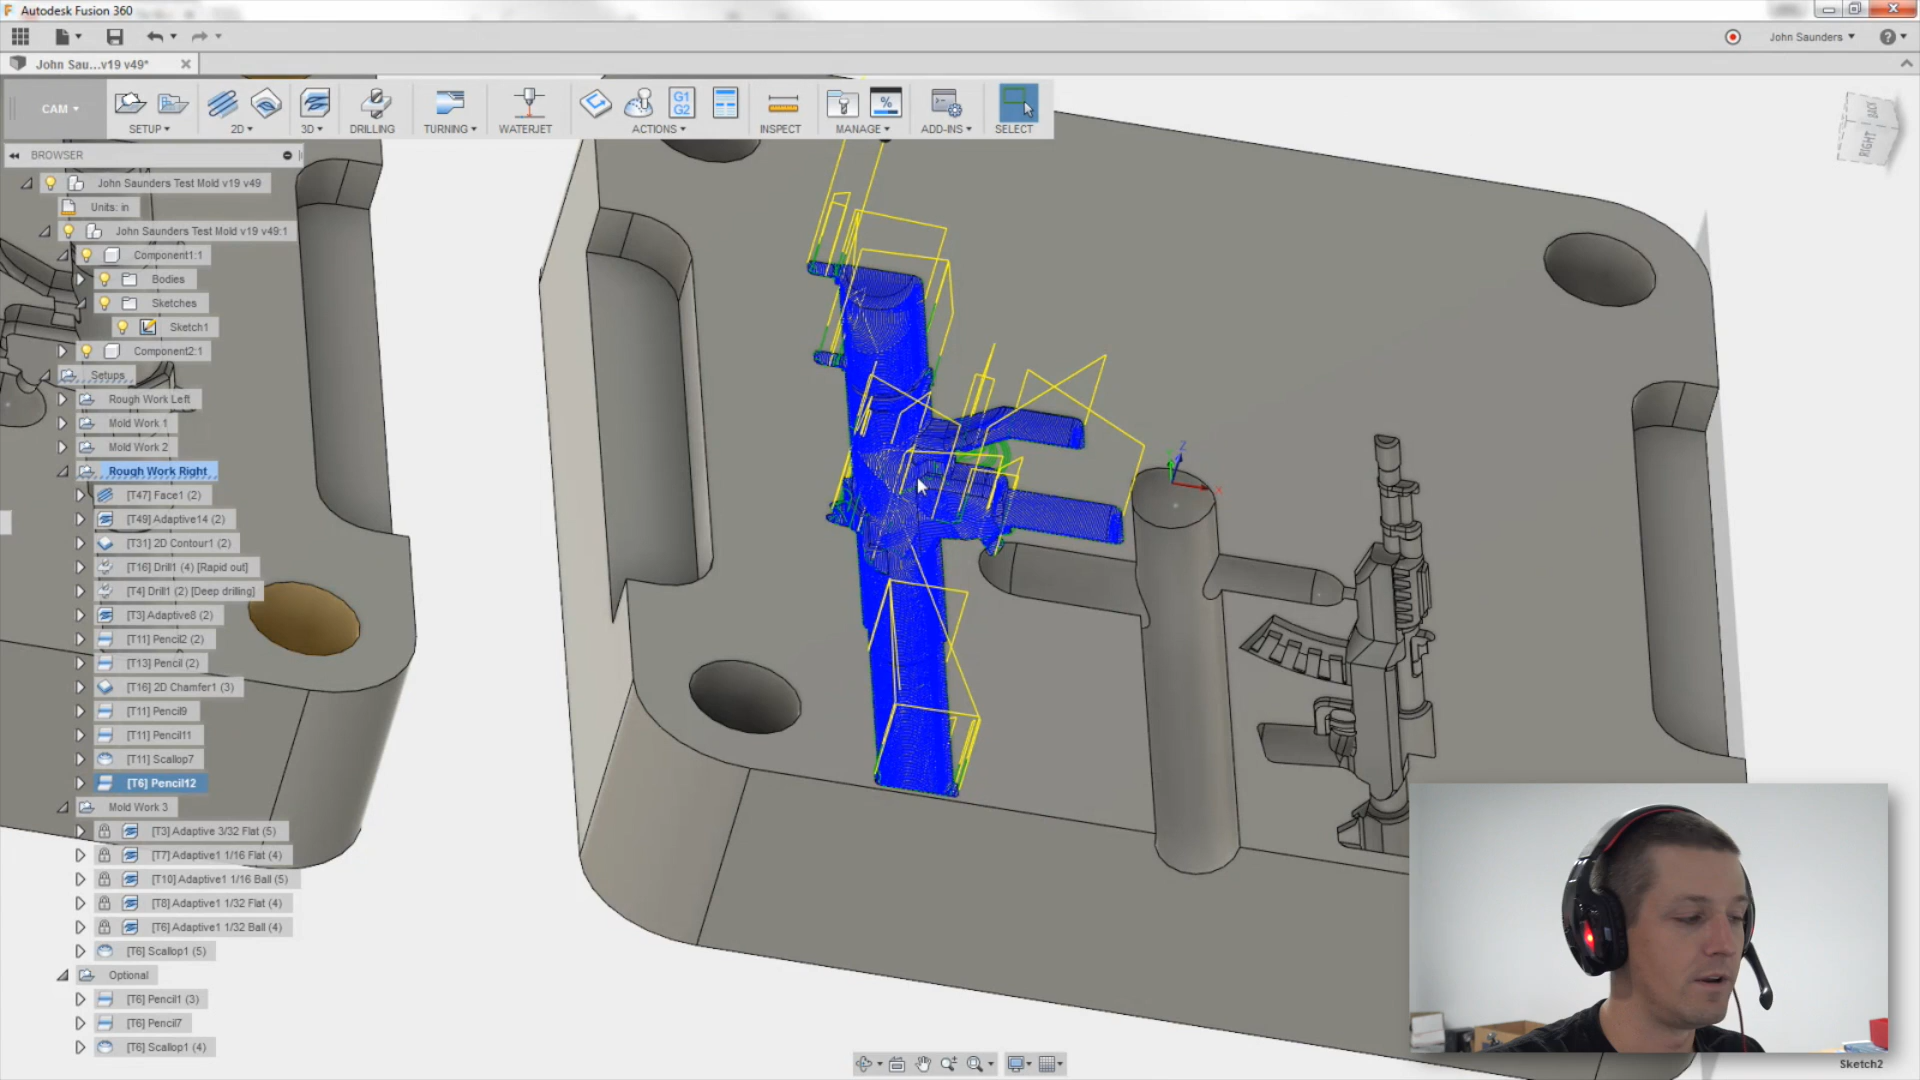 Autodesk Fusion 360
John Saunders
John Sau...v19 v49*
CAM
SETUP
2D
3D
DRILLING
TURNING
WATERJET
G1
G2
ACTIONS
INSPECT
%
MANAGE
ADD-INS
SELECT
BACK
RIGHT
BROWSER
John Saunders Test Mold v19 v49
Units: in
John Saunders Test Mold v19 v49:1
Component1:1
Bodies
Sketches
Sketch1
Component2:1
Setups
Rough Work Left
Mold Work 1
Mold Work 2
Rough Work Right
[T47] Face1 (2)
[T49] Adaptive14 (2)
[T31] 2D Contour1 (2)
[T16] Drill1 (4) [Rapid out]
[T4] Drill1 (2) [Deep drilling]
[T3] Adaptive8 (2)
[T11] Pencil2 (2)
[T13] Pencil (2)
[T16] 2D Chamfer1 (3)
[T11] Pencil9
[T11] Pencil11
[T11] Scallop7
[T6] Pencil12
Mold Work 3
[T3] Adaptive 3/32 Flat (5)
[T7] Adaptive1 1/16 Flat (4)
[T10] Adaptive1 1/16 Ball (5)
[T8] Adaptive1 1/32 Flat (4)
[T6] Adaptive1 1/32 Ball (4)
[T6] Scallop1 (5)
Optional
[T6] Pencil1 (3)
[T6] Pencil7
[T6] Scallop1 (4)
Z
X
Sketch2